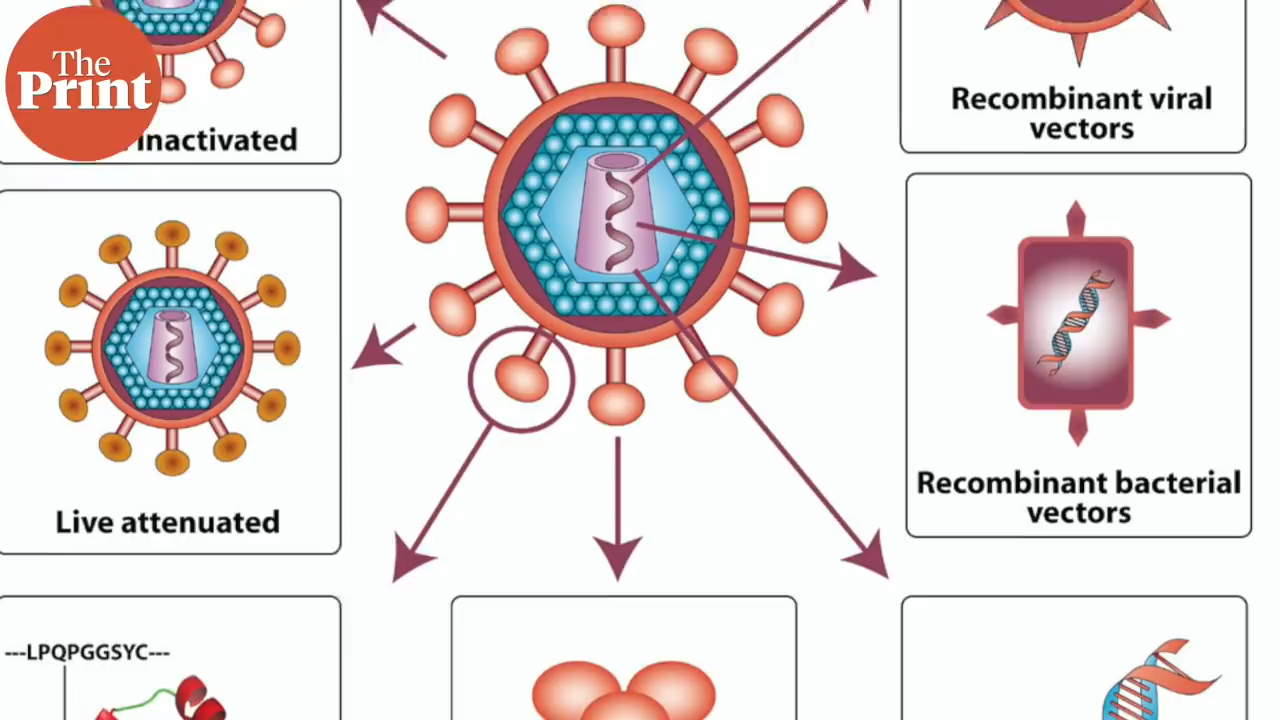 The
Print
inactivated
Recombinant viral
vectors
Live attenuated
Recombinant bacterial
vectors
---LPQPGGSYC---